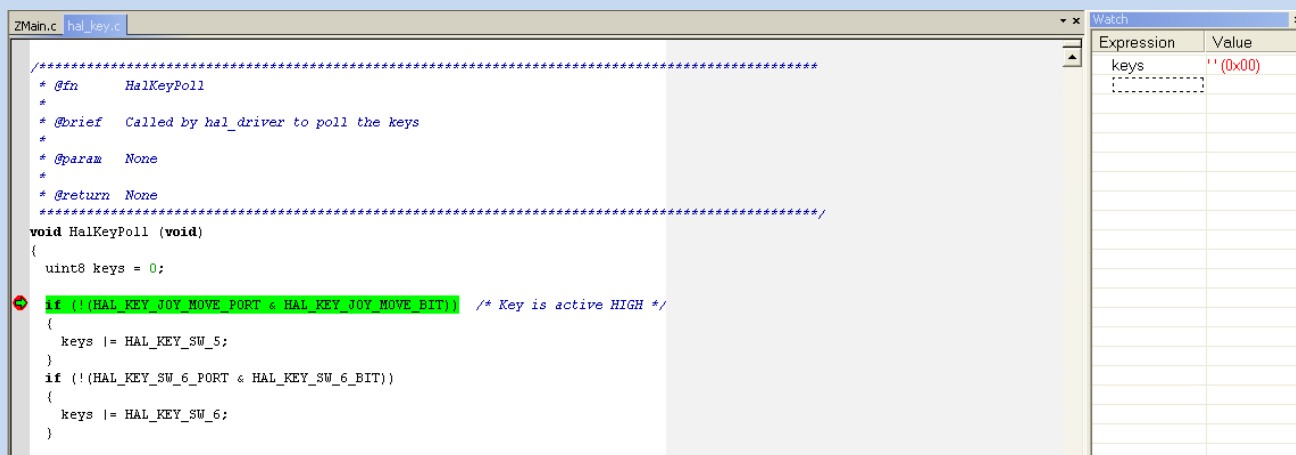 ZMain.c hal_key.c
Watch
Expression Value
keys ' ' (0x00)
/**************************************************************************************************
* @fn HalKeyPoll
*
* @brief Called by hal_driver to poll the keys
*
* @param None
*
* @return None
**************************************************************************************************/
void HalKeyPoll (void)
{
uint8 keys = 0;
if (!(HAL_KEY_JOY_MOVE_PORT & HAL_KEY_JOY_MOVE_BIT)) /* Key is active HIGH */
{
keys |= HAL_KEY_SW_5;
}
if (!(HAL_KEY_SW_6_PORT & HAL_KEY_SW_6_BIT))
{
keys |= HAL_KEY_SW_6;
}